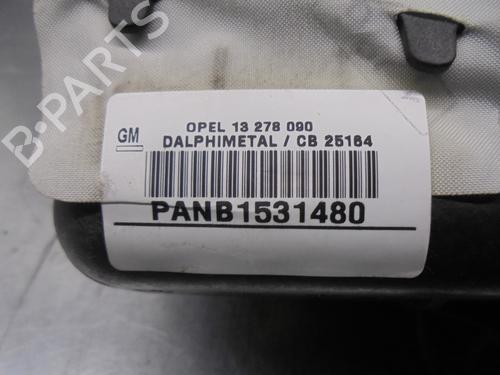 GM
OPEL 13 278 090
DALPHIMETAL / CB 25164
PANB1531480
B-PARTS